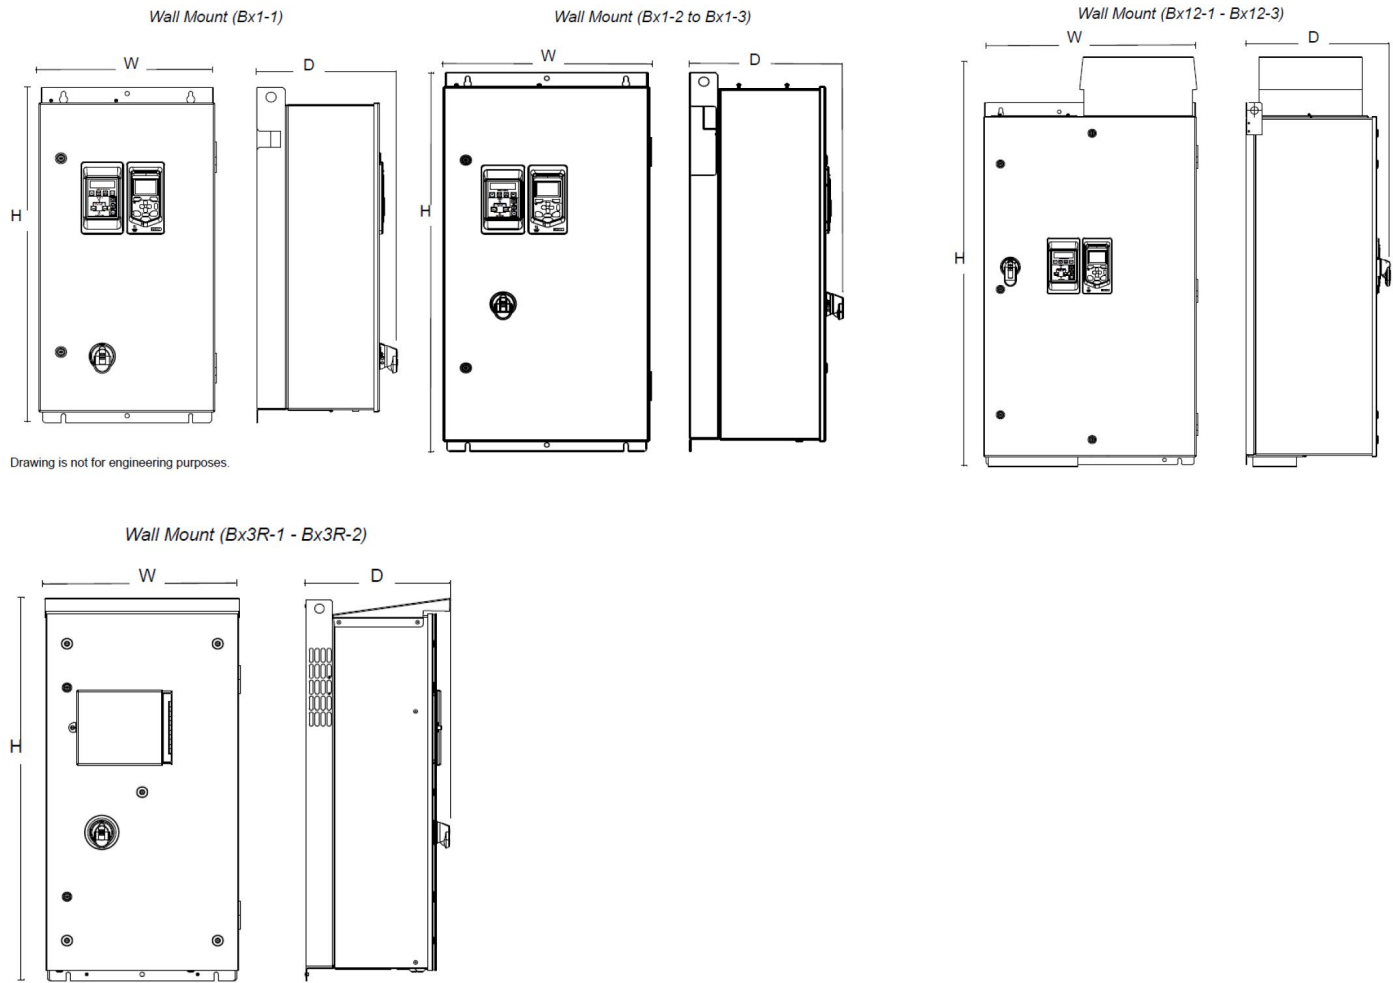 Wall Mount (Bx1-1)
W
D
H
Wall Mount (Bx1-2 to Bx1-3)
W
D
H
Wall Mount (Bx12-1 - Bx12-3)
W
D
H
Drawing is not for engineering purposes.
Wall Mount (Bx3R-1 - Bx3R-2)
W
D
H